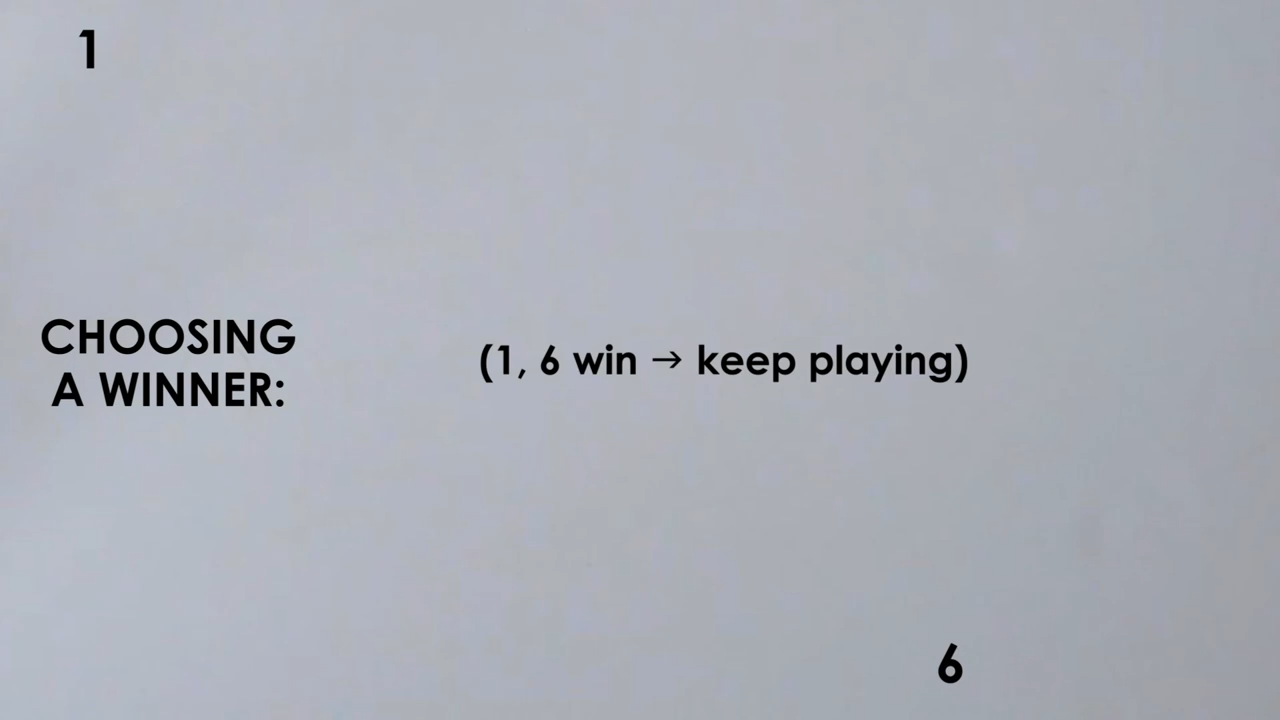 1
CHOOSING
A WINNER:
(1, 6 win → keep playing)
6